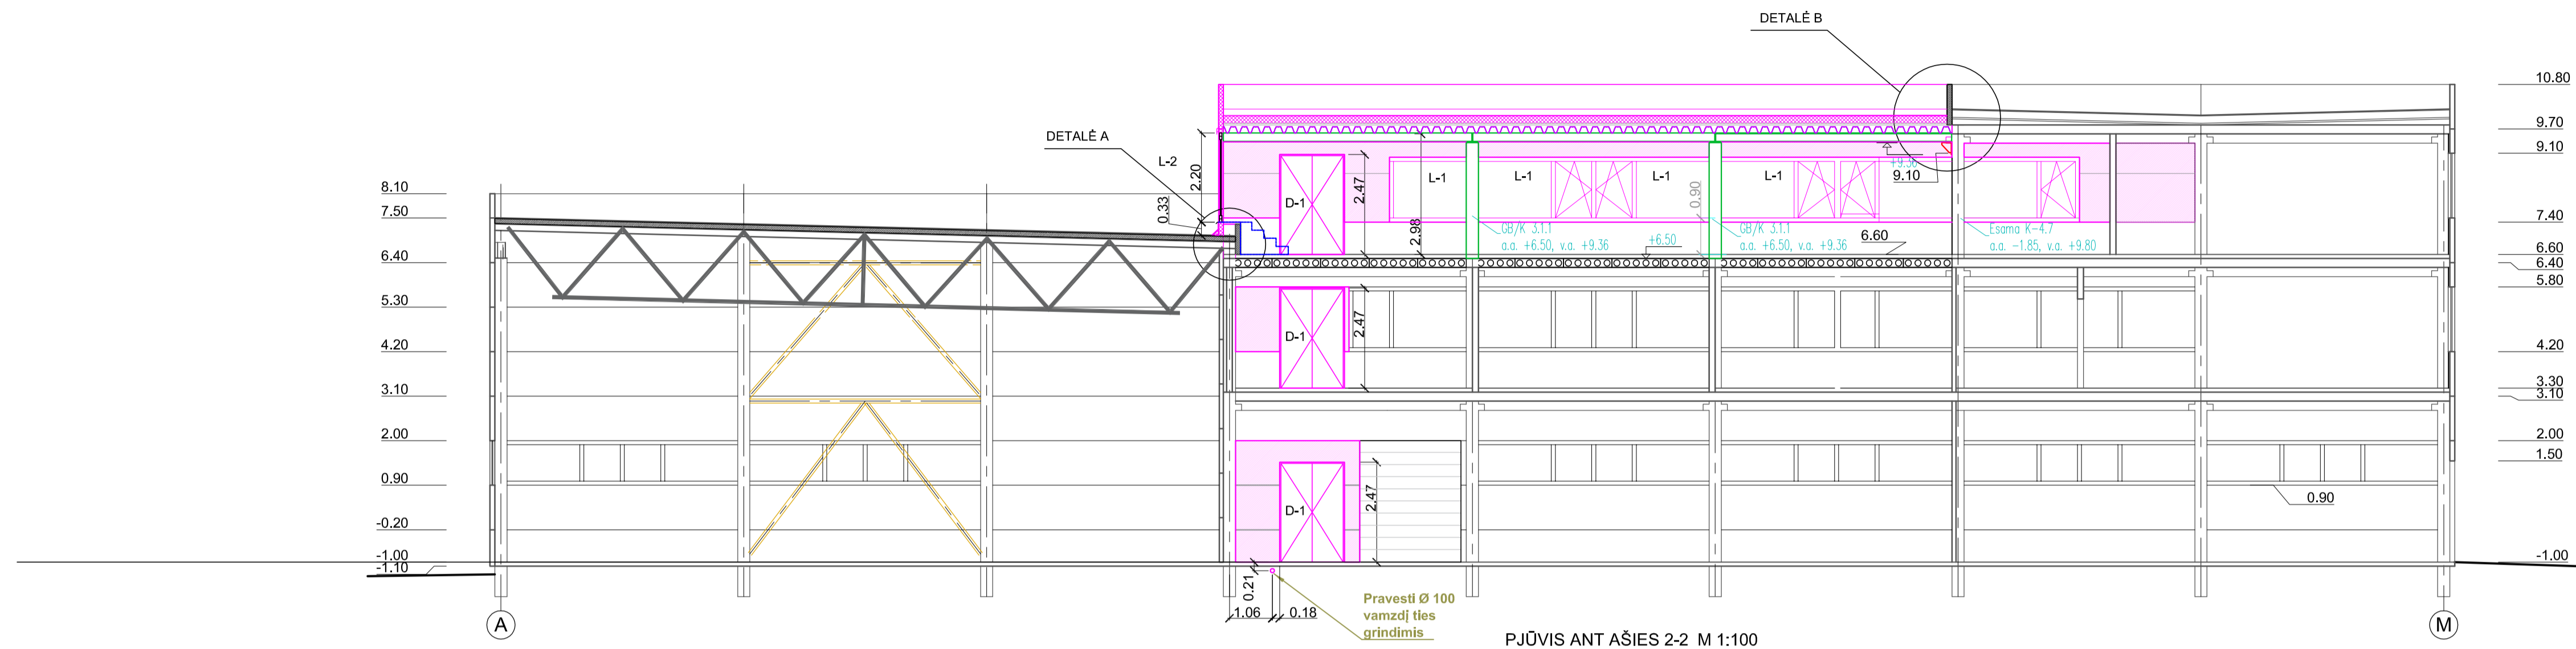 DETALĖ B
10.80
DETALĖ A
L-2
2.20
9.70
9.10
2.47
2.98
L-1
L-1
L-1
L-1
+9.36
9.10
0.90
8.10
7.50
0.33
D-1
GB/K 3.1.1
a.a. +6.50, v.a. +9.36
+6.50
GB/K 3.1.1
a.a. +6.50, v.a. +9.36
6.60
Esama K-4.7
a.a. -1.85, v.a. +9.80
7.40
6.60
6.40
5.80
6.40
5.30
4.20
3.10
2.00
0.90
-0.20
-1.00
-1.10
D-1
2.47
4.20
3.30
3.10
2.00
1.50
D-1
2.47
0.90
-1.00
0.21
1.06
0.18
Pravesti Ø 100
vamzdį ties
grindimis
A
M
PJŪVIS ANT AŠIES 2-2 M 1:100